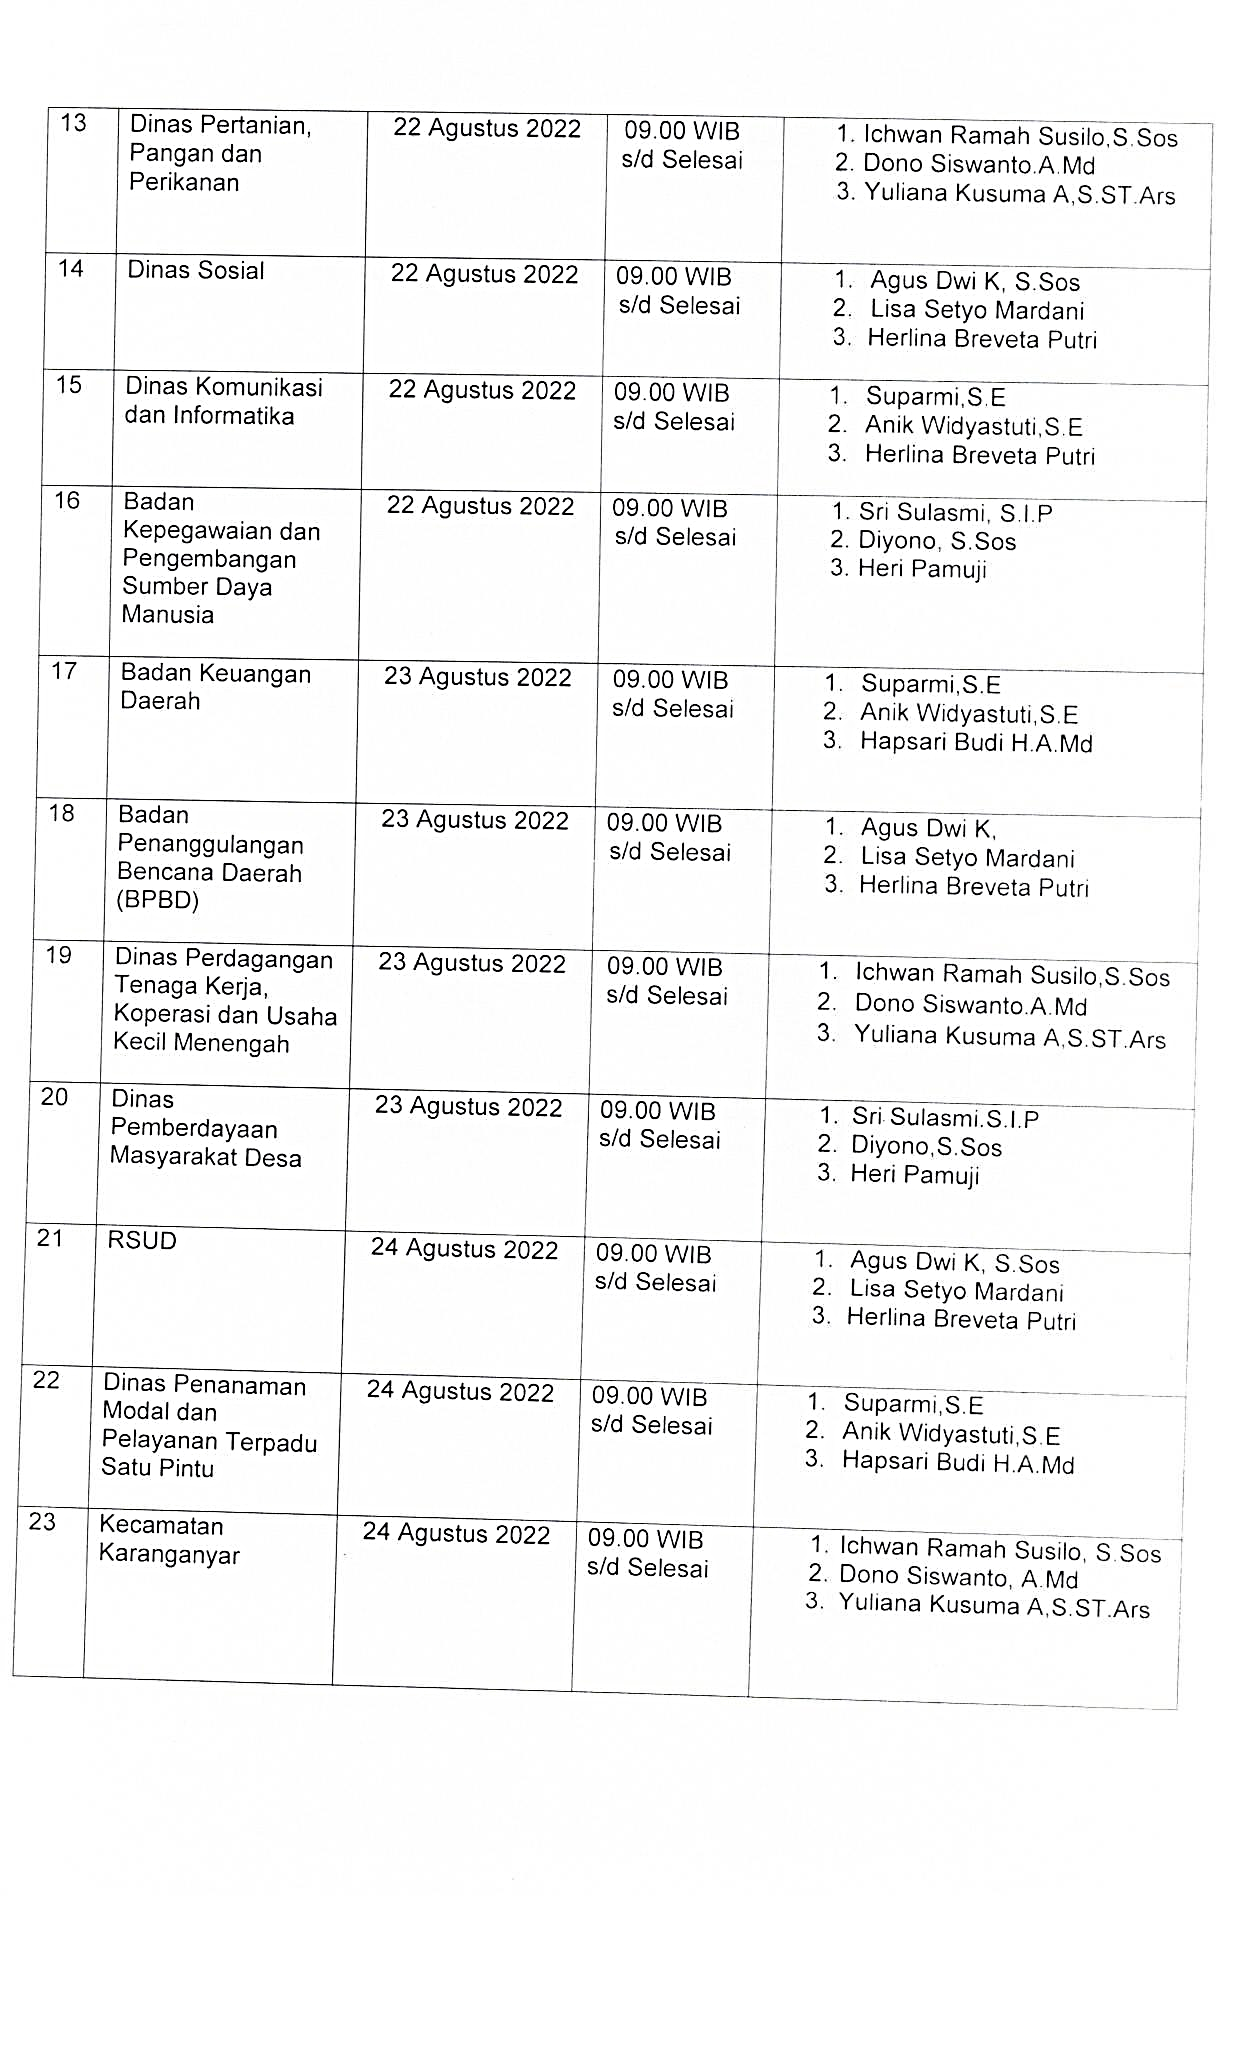 13 Dinas Pertanian, 22 Agustus 2022 09.00 WIB 1. Ichwan Ramah Susilo,S.Sos
Pangan dan s/d Selesai 2. Dono Siswanto.A.Md
Perikanan 3. Yuliana Kusuma A,S.ST.Ars
14 Dinas Sosial 22 Agustus 2022 09.00 WIB 1. Agus Dwi K, S.Sos
s/d Selesai 2. Lisa Setyo Mardani
3. Herlina Breveta Putri
15 Dinas Komunikasi 22 Agustus 2022 09.00 WIB 1. Suparmi,S.E
dan Informatika s/d Selesai 2. Anik Widyastuti,S.E
3. Herlina Breveta Putri
16 Badan 22 Agustus 2022 09.00 WIB 1. Sri Sulasmi, S.I.P
Kepegawaian dan s/d Selesai 2. Diyono, S.Sos
Pengembangan 3. Heri Pamuji
Sumber Daya
Manusia
17 Badan Keuangan 23 Agustus 2022 09.00 WIB 1. Suparmi,S.E
Daerah s/d Selesai 2. Anik Widyastuti,S.E
3. Hapsari Budi H.A.Md
18 Badan 23 Agustus 2022 09.00 WIB 1. Agus Dwi K,
Penanggulangan s/d Selesai 2. Lisa Setyo Mardani
Bencana Daerah 3. Herlina Breveta Putri
(BPBD)
19 Dinas Perdagangan 23 Agustus 2022 09.00 WIB 1. Ichwan Ramah Susilo,S.Sos
Tenaga Kerja, s/d Selesai 2. Dono Siswanto.A.Md
Koperasi dan Usaha 3. Yuliana Kusuma A,S.ST.Ars
Kecil Menengah
20 Dinas 23 Agustus 2022 09.00 WIB 1. Sri Sulasmi.S.I.P
Pemberdayaan s/d Selesai 2. Diyono,S.Sos
Masyarakat Desa 3. Heri Pamuji
21 RSUD 24 Agustus 2022 09.00 WIB 1. Agus Dwi K, S.Sos
s/d Selesai 2. Lisa Setyo Mardani
3. Herlina Breveta Putri
22 Dinas Penanaman 24 Agustus 2022 09.00 WIB 1. Suparmi,S.E
Modal dan s/d Selesai 2. Anik Widyastuti,S.E
Pelayanan Terpadu 3. Hapsari Budi H.A.Md
Satu Pintu
23 Kecamatan 24 Agustus 2022 09.00 WIB 1. Ichwan Ramah Susilo, S.Sos
Karanganyar s/d Selesai 2. Dono Siswanto, A.Md
3. Yuliana Kusuma A,S.ST.Ars